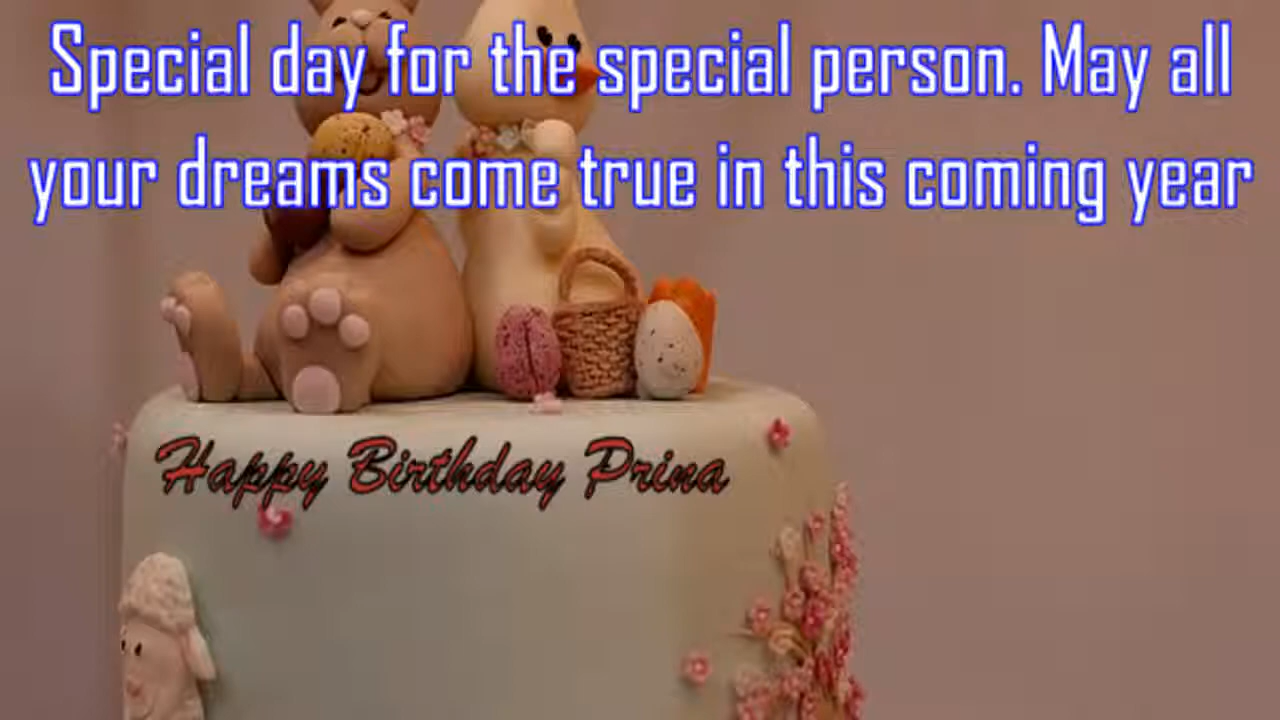 Special day for the special person. May all
your dreams come true in this coming year
Happy Birthday Prina